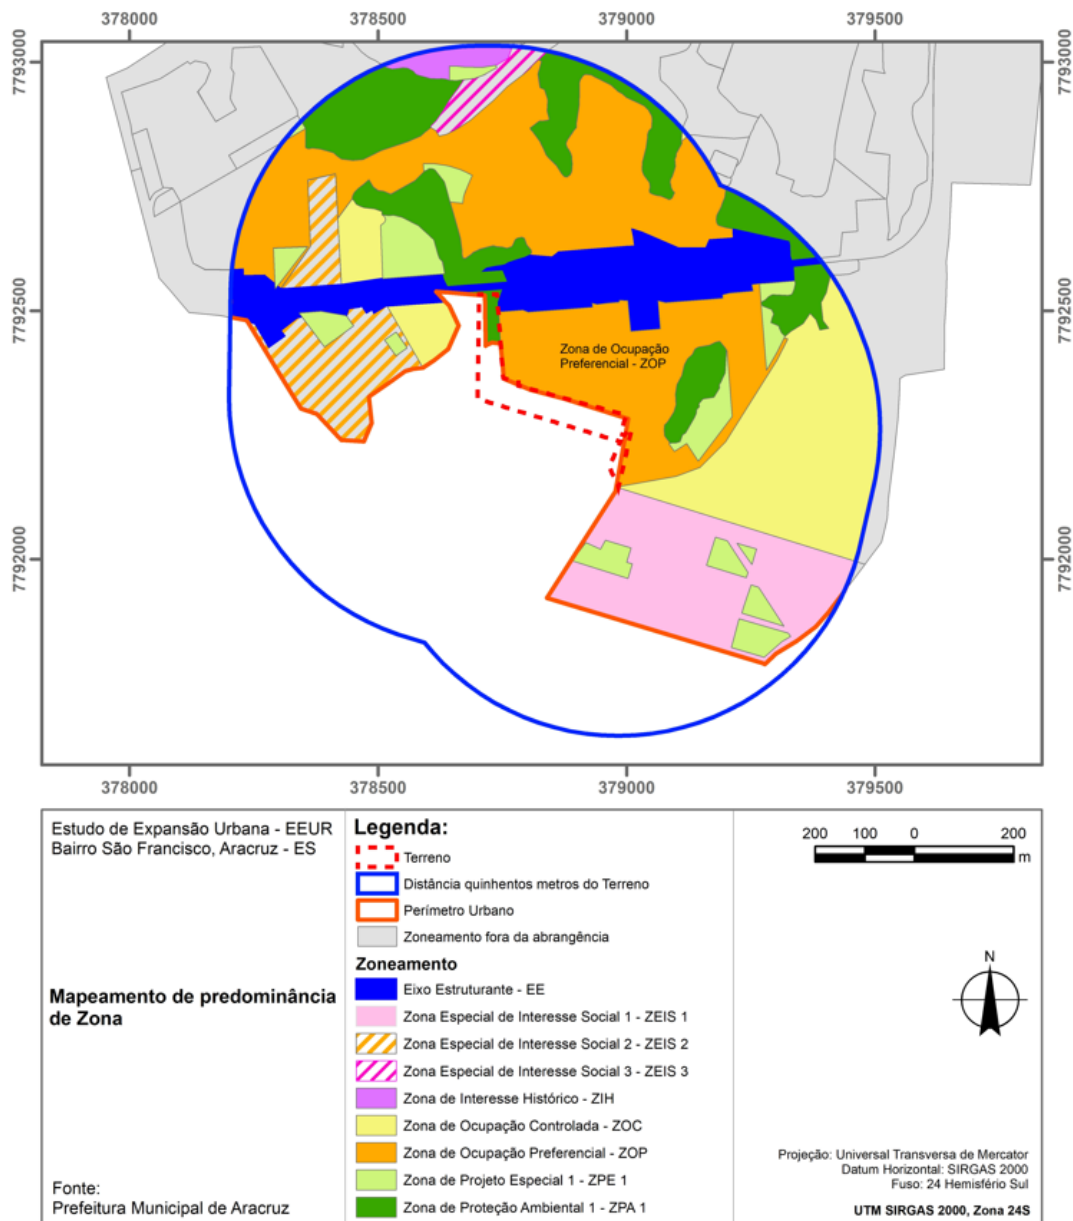 378000 378500 379000 379500
7793000 7793000
7792500 7792500
Zona de Ocupação
Preferencial - ZOP
7792000 7792000
378000 378500 379000 379500
Estudo de Expansão Urbana - EEUR
Bairro São Francisco, Aracruz - ES
Mapeamento de predominância
de Zona
Fonte:
Prefeitura Municipal de Aracruz
Legenda:
Terreno
Distância quinhentos metros do Terreno
Perímetro Urbano
Zoneamento fora da abrangência
Zoneamento
Eixo Estruturante - EE
Zona Especial de Interesse Social 1 - ZEIS 1
Zona Especial de Interesse Social 2 - ZEIS 2
Zona Especial de Interesse Social 3 - ZEIS 3
Zona de Interesse Histórico - ZIH
Zona de Ocupação Controlada - ZOC
Zona de Ocupação Preferencial - ZOP
Zona de Projeto Especial 1 - ZPE 1
Zona de Proteção Ambiental 1 - ZPA 1
200 100 0 200
m
N
Projeção: Universal Transversa de Mercator
Datum Horizontal: SIRGAS 2000
Fuso: 24 Hemisfério Sul
UTM SIRGAS 2000, Zona 24S